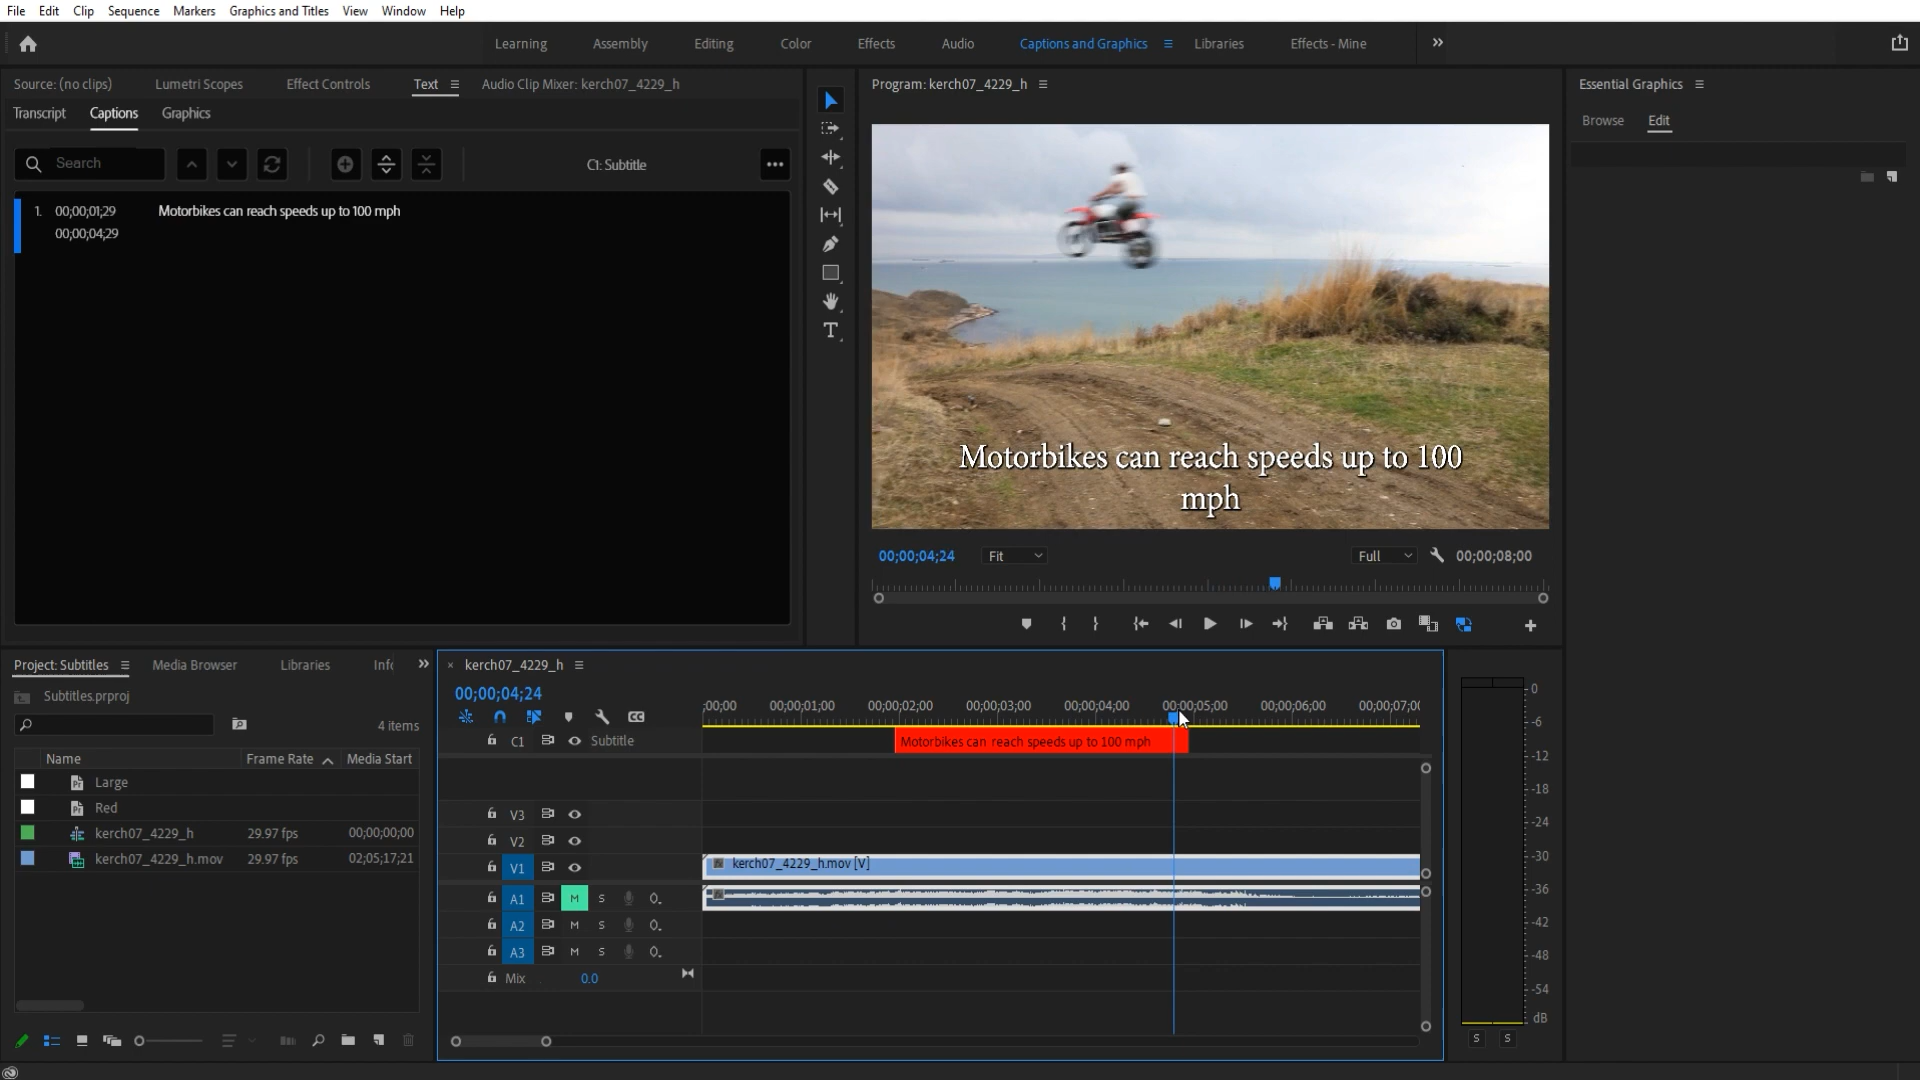 File Edit Clip Sequence Markers Graphics and Titles View Window Help
Learning Assembly Editing Color Effects Audio Captions and Graphics Libraries Effects - Mine
Source: (no clips) Lumetri Scopes Effect Controls Text Audio Clip Mixer: kerch07_4229_h
Transcript Captions Graphics
Search C1: Subtitle
1. 00;00;01;29 Motorbikes can reach speeds up to 100 mph
00;00;04;29
Program: kerch07_4229_h
Motorbikes can reach speeds up to 100
mph
00;00;04;24 Fit Full 00;00;08;00
Essential Graphics
Browse Edit
Project: Subtitles Media Browser Libraries Info
Subtitles.prproj
4 items
Name Frame Rate Media Start
Large
Red
kerch07_4229_h 29.97 fps 00;00;00;00
kerch07_4229_h.mov 29.97 fps 02;05;17;21
kerch07_4229_h
00;00;04;24
;00;00 00;00;01;00 00;00;02;00 00;00;03;00 00;00;04;00 00;00;05;00 00;00;06;00 00;00;07;00
C1 Subtitle Motorbikes can reach speeds up to 100 mph
V3
V2
V1 kerch07_4229_h.mov [V]
A1 M S
A2 M S
A3 M S
Mix 0.0
0
-6
-12
-18
-24
-30
-36
-42
-48
-54
dB
S S